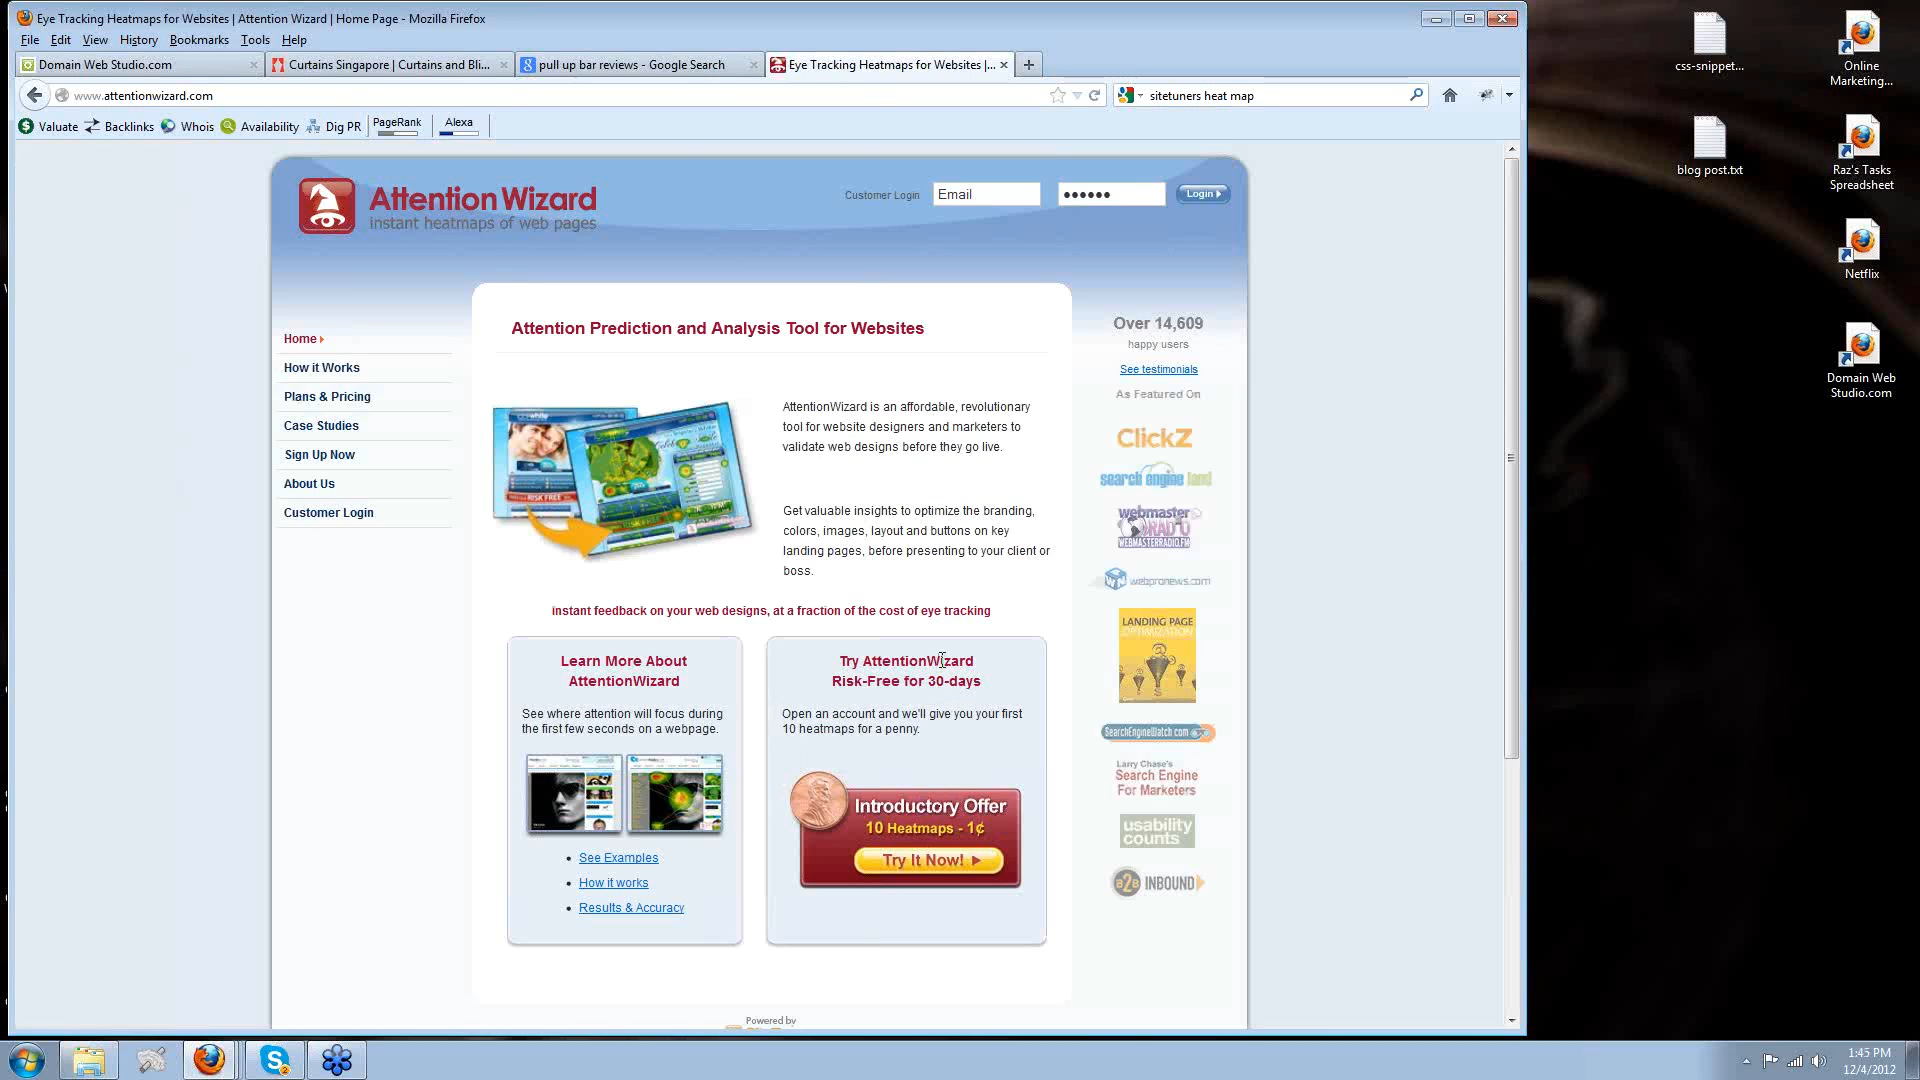 Eye Tracking Heatmaps for Websites | Attention Wizard | Home Page - Mozilla Firefox
File Edit View History Bookmarks Tools Help
Domain Web Studio.com
Curtains Singapore | Curtains and Bli...
pull up bar reviews - Google Search
Eye Tracking Heatmaps for Websites |...
www.attentionwizard.com
sitetuners heat map
Valuate Backlinks Whois Availability Dig PR PageRank Alexa
Attention Wizard
instant heatmaps of web pages
Customer Login Email Login
Home
How it Works
Plans & Pricing
Case Studies
Sign Up Now
About Us
Customer Login
Attention Prediction and Analysis Tool for Websites
AttentionWizard is an affordable, revolutionary
tool for website designers and marketers to
validate web designs before they go live.
RISK FREE
Get valuable insights to optimize the branding,
colors, images, layout and buttons on key
landing pages, before presenting to your client or
boss.
instant feedback on your web designs, at a fraction of the cost of eye tracking
Learn More About
AttentionWizard
See where attention will focus during
the first few seconds on a webpage.
See Examples
How it works
Results & Accuracy
Try AttentionWizard
Risk-Free for 30-days
Open an account and we'll give you your first
10 heatmaps for a penny.
Introductory Offer
10 Heatmaps - 1¢
Try It Now!
Over 14,609
happy users
See testimonials
As Featured On
ClickZ
search engine land
webmaster
RADIO
WEBMASTERRADIO.FM
webpronews.com
LANDING PAGE
OPTIMIZATION
SearchEngineWatch.com
Larry Chase's
Search Engine
For Marketers
usability
counts
B2B INBOUND
Powered by
css-snippet...
Online
Marketing...
blog post.txt
Raz's Tasks
Spreadsheet
Netflix
Domain Web
Studio.com
2
1:45 PM
12/4/2012